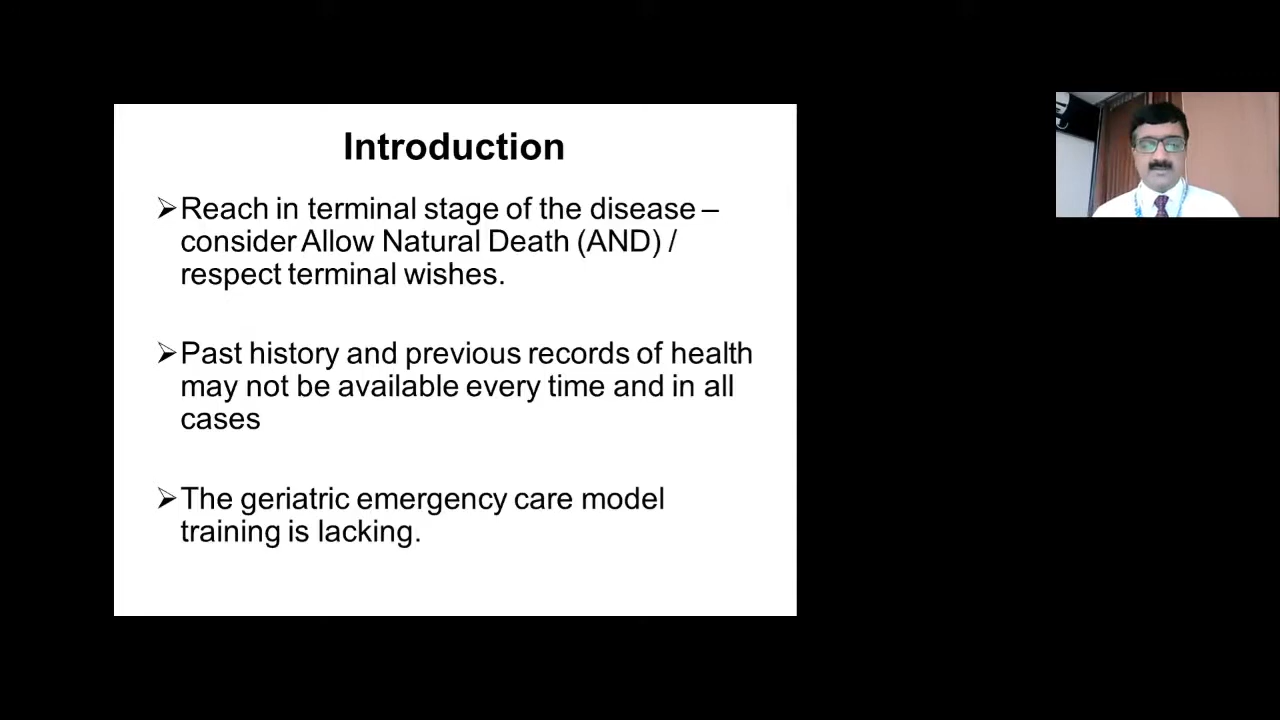 Introduction
➢Reach in terminal stage of the disease –
consider Allow Natural Death (AND) /
respect terminal wishes.
➢Past history and previous records of health
may not be available every time and in all
cases
➢The geriatric emergency care model
training is lacking.